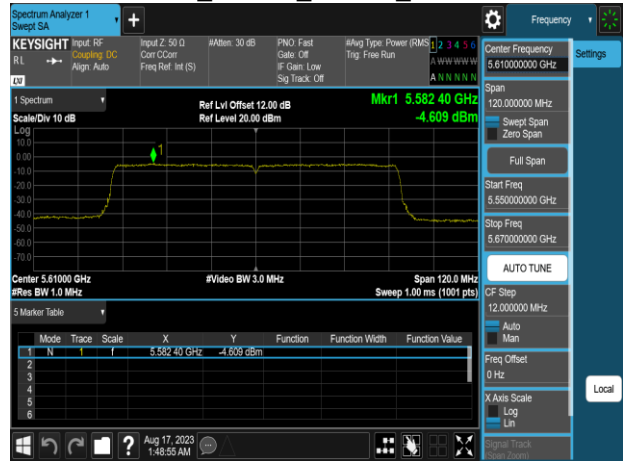 Spectrum Analyzer 1
Swept SA
+
Frequency
KEYSIGHT
RL
LXI
Input: RF
Coupling: DC
Align: Auto
Input Z: 50 Ω
Corr CCorr
Freq Ref: Int (S)
#Atten: 30 dB
PNO: Fast
Gate: Off
IF Gain: Low
Sig Track: Off
#Avg Type: Power (RMS
Trig: Free Run
1 2 3 4 5 6
A W W W W W
A N N N N N
1 Spectrum
Scale/Div 10 dB
Ref Lvl Offset 12.00 dB
Ref Level 20.00 dBm
Mkr1 5.582 40 GHz
-4.609 dBm
Log
10.0
0.00
-10.0
-20.0
-30.0
-40.0
-50.0
-60.0
-70.0
1
Center 5.61000 GHz
#Res BW 1.0 MHz
#Video BW 3.0 MHz
Span 120.0 MHz
Sweep 1.00 ms (1001 pts)
5 Marker Table
Mode Trace Scale X Y Function Function Width Function Value
1 N 1 f 5.582 40 GHz -4.609 dBm
2
3
4
5
6
Aug 17, 2023
1:48:55 AM
?
Center Frequency
5.610000000 GHz
Settings
Span
120.000000 MHz
Swept Span
Zero Span
Full Span
Start Freq
5.550000000 GHz
Stop Freq
5.670000000 GHz
AUTO TUNE
CF Step
12.000000 MHz
Auto
Man
Freq Offset
0 Hz
X Axis Scale
Log
Lin
Local
Signal Track
(Span Zoom)